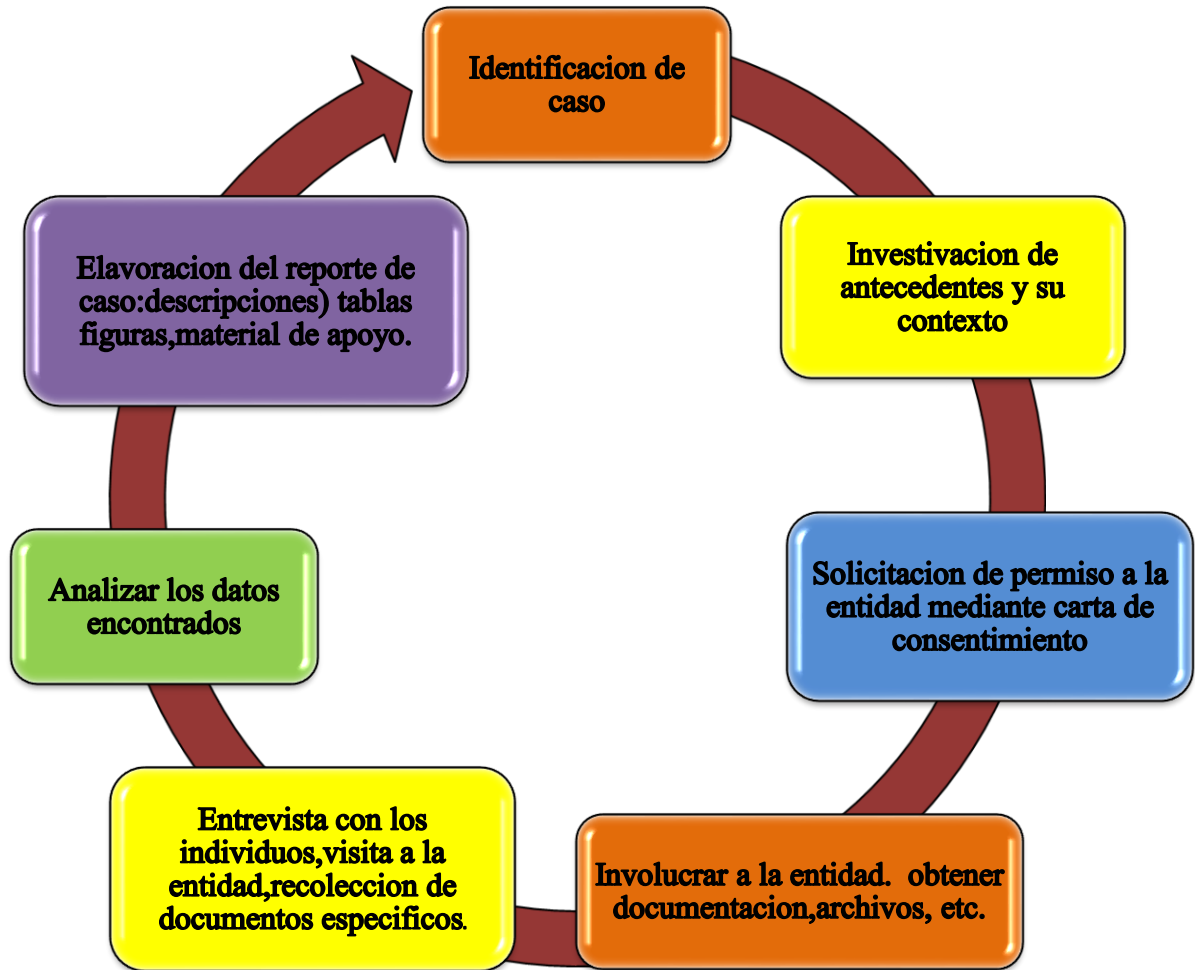 Identificacion de
caso
Investivacion de
antecedentes y su
contexto
Solicitacion de permiso a la
entidad mediante carta de
consentimiento
Involucrar a la entidad.  obtener
documentacion,archivos, etc.
Entrevista con los
individuos,visita a la
entidad,recoleccion de
documentos especificos.
Analizar los datos
encontrados
Elavoracion del reporte de
caso:descripciones) tablas
figuras,material de apoyo.